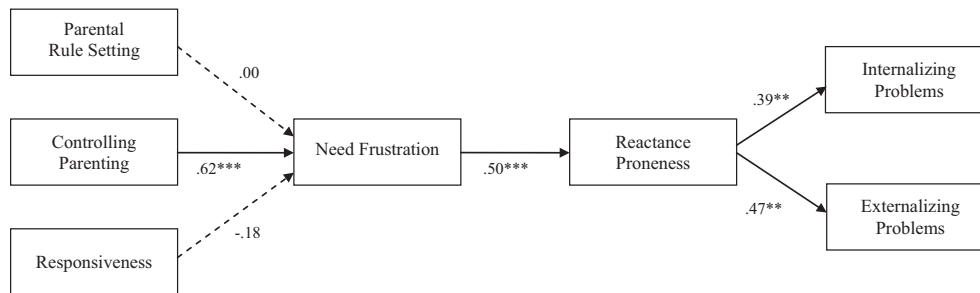 Parental
Rule Setting
.00
Controlling
Parenting
.62***
Responsiveness
-.18
Need Frustration
.50***
Reactance
Proneness
.39**
.47**
Internalizing
Problems
Externalizing
Problems